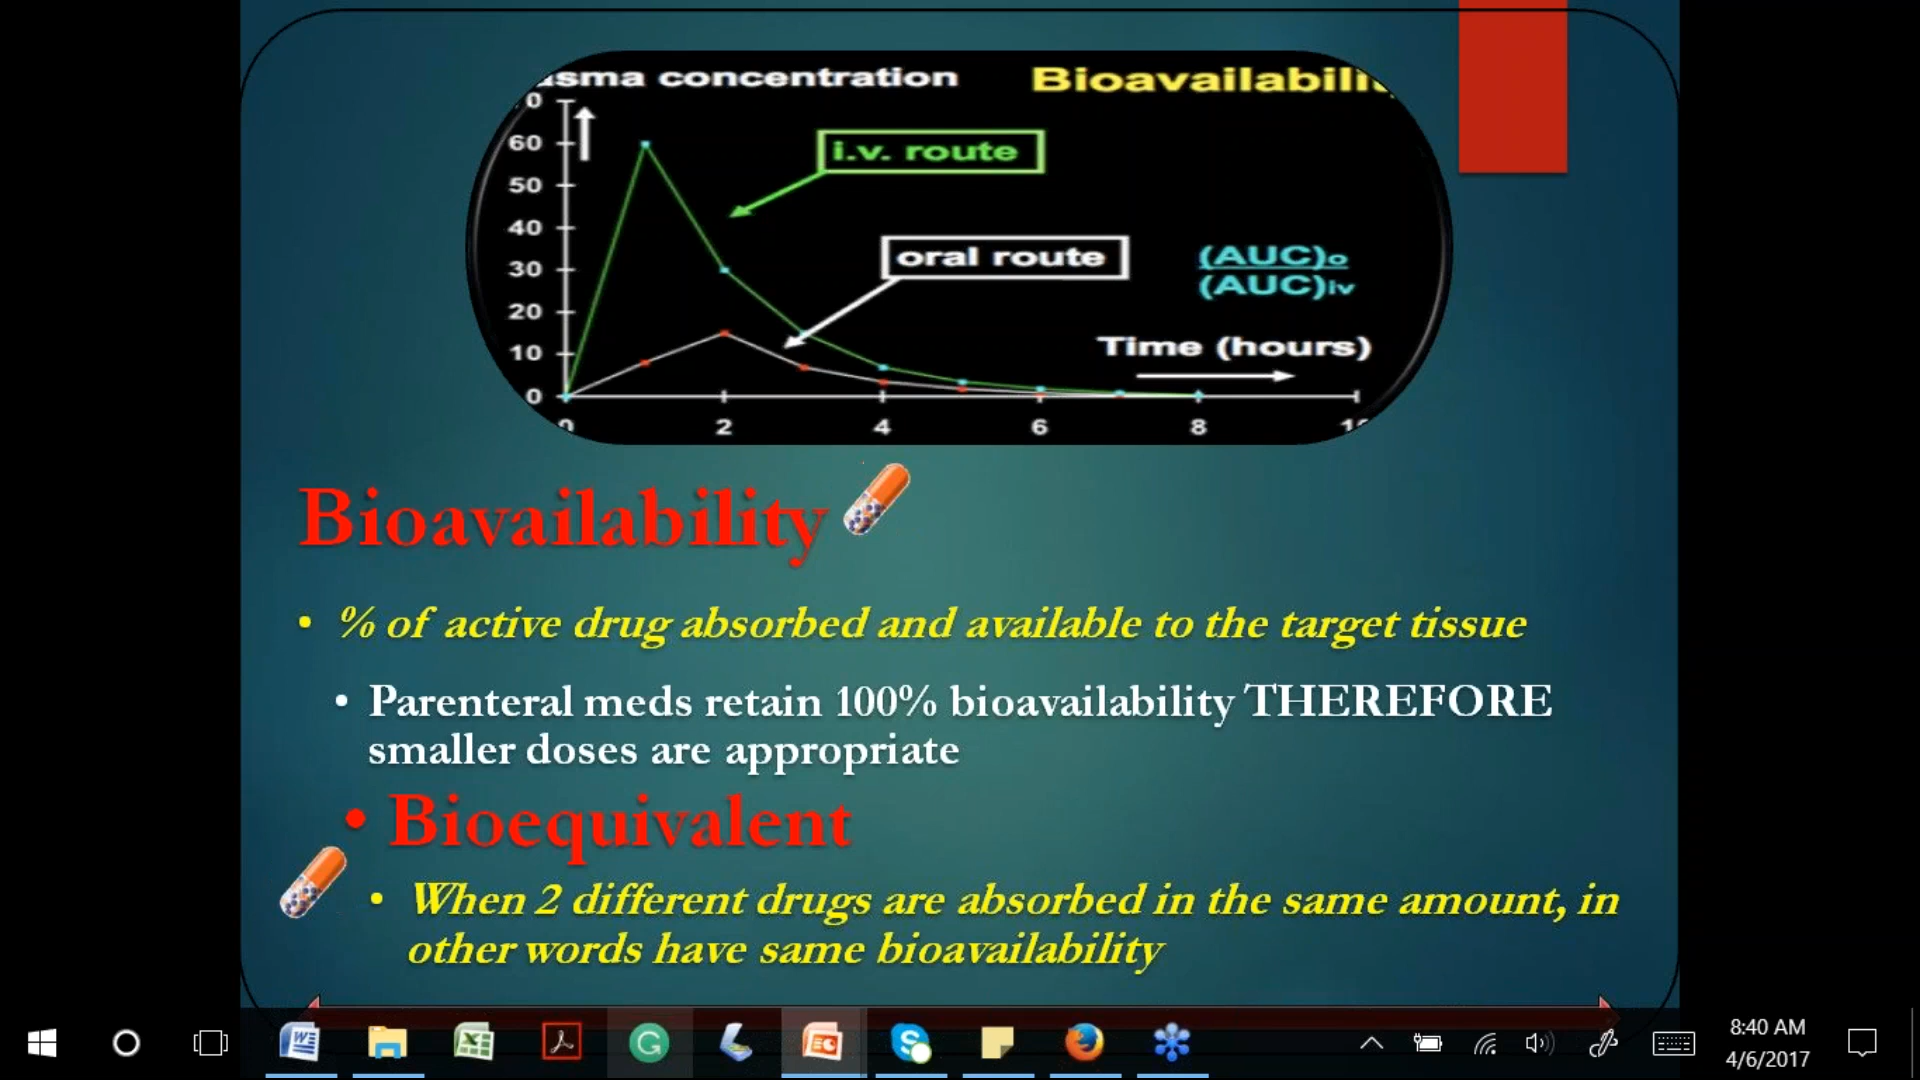 asma concentration
Bioavailabili
0
60
50
40
30
20
10
0
i.v. route
oral route
(AUC)o
(AUC)iv
Time (hours)
0 2 4 6 8
Bioavailability
• % of active drug absorbed and available to the target tissue
• Parenteral meds retain 100% bioavailability THEREFORE
smaller doses are appropriate
• Bioequivalent
• When 2 different drugs are absorbed in the same amount, in
other words have same bioavailability
8:40 AM
4/6/2017